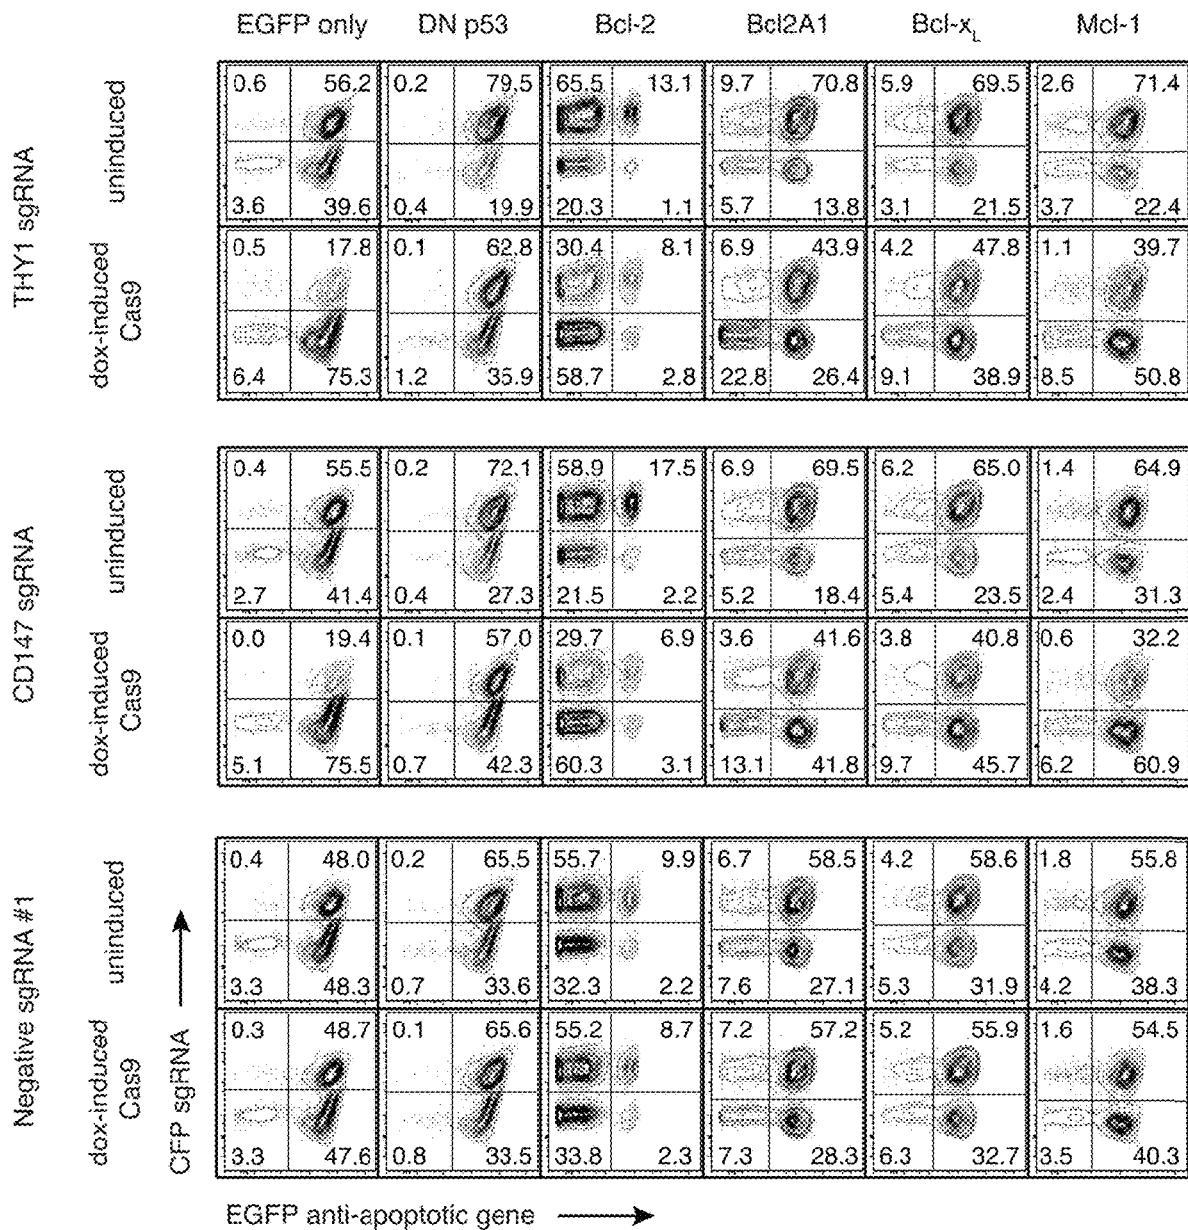 EGFP only DN p53 Bcl-2 Bcl2A1 Bcl-xL Mcl-1
THY1 sgRNA
uninduced
0.6 56.2 0.2 79.5 65.5 13.1 9.7 70.8 5.9 69.5 2.6 71.4
3.6 39.6 0.4 19.9 20.3 1.1 5.7 13.8 3.1 21.5 3.7 22.4
dox-induced
Cas9
0.5 17.8 0.1 62.8 30.4 8.1 6.9 43.9 4.2 47.8 1.1 39.7
6.4 75.3 1.2 35.9 58.7 2.8 22.8 26.4 9.1 38.9 8.5 50.8
CD147 sgRNA
uninduced
0.4 55.5 0.2 72.1 58.9 17.5 6.9 69.5 6.2 65.0 1.4 64.9
2.7 41.4 0.4 27.3 21.5 2.2 5.2 18.4 5.4 23.5 2.4 31.3
dox-induced
Cas9
0.0 19.4 0.1 57.0 29.7 6.9 3.6 41.6 3.8 40.8 0.6 32.2
5.1 75.5 0.7 42.3 60.3 3.1 13.1 41.8 9.7 45.7 6.2 60.9
Negative sgRNA #1
uninduced
0.4 48.0 0.2 65.5 55.7 9.9 6.7 58.5 4.2 58.6 1.8 55.8
3.3 48.3 0.7 33.6 32.3 2.2 7.6 27.1 5.3 31.9 4.2 38.3
dox-induced
Cas9
0.3 48.7 0.1 65.6 55.2 8.7 7.2 57.2 5.2 55.9 1.6 54.5
3.3 47.6 0.8 33.5 33.8 2.3 7.3 28.3 6.3 32.7 3.5 40.3
CFP sgRNA
EGFP anti-apoptotic gene